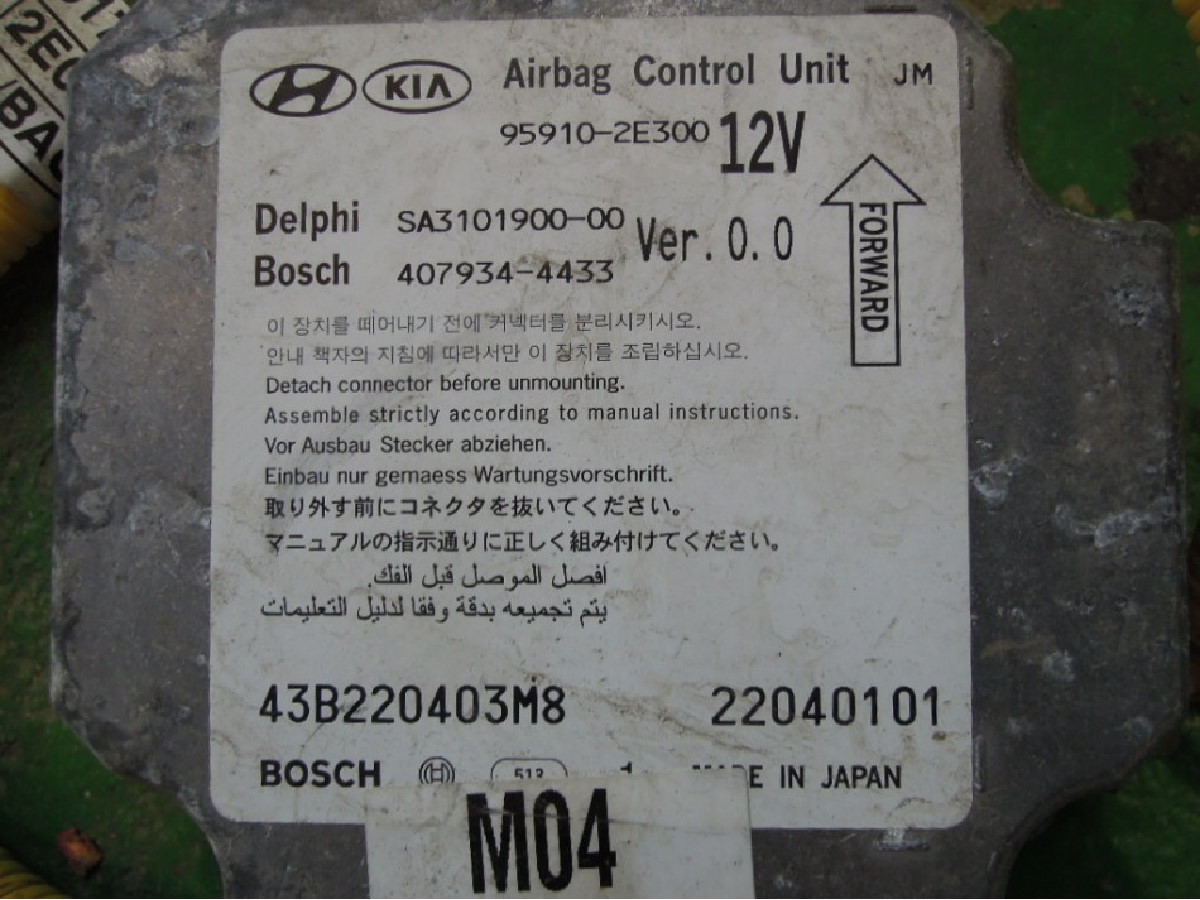 KIA Airbag Control Unit JM
95910-2E300 12V
Delphi SA3101900-00 Ver.0.0
Bosch 407934-4433
FORWARD
이 장치를 떼어내기 전에 커넥터를 분리시키시오.
안내 책자의 지침에 따라서만 이 장치를 조립하십시오.
Detach connector before unmounting.
Assemble strictly according to manual instructions.
Vor Ausbau Stecker abziehen.
Einbau nur gemaess Wartungsvorschrift.
取り外す前にコネクタを抜いてください。
マニュアルの指示通りに正しく組み付けてください。
افصل الموصل قبل الفك.
يتم تجميعه بدقة وفقا لدليل التعليمات
43B220403M8 22040101
BOSCH 512 IN JAPAN
M04